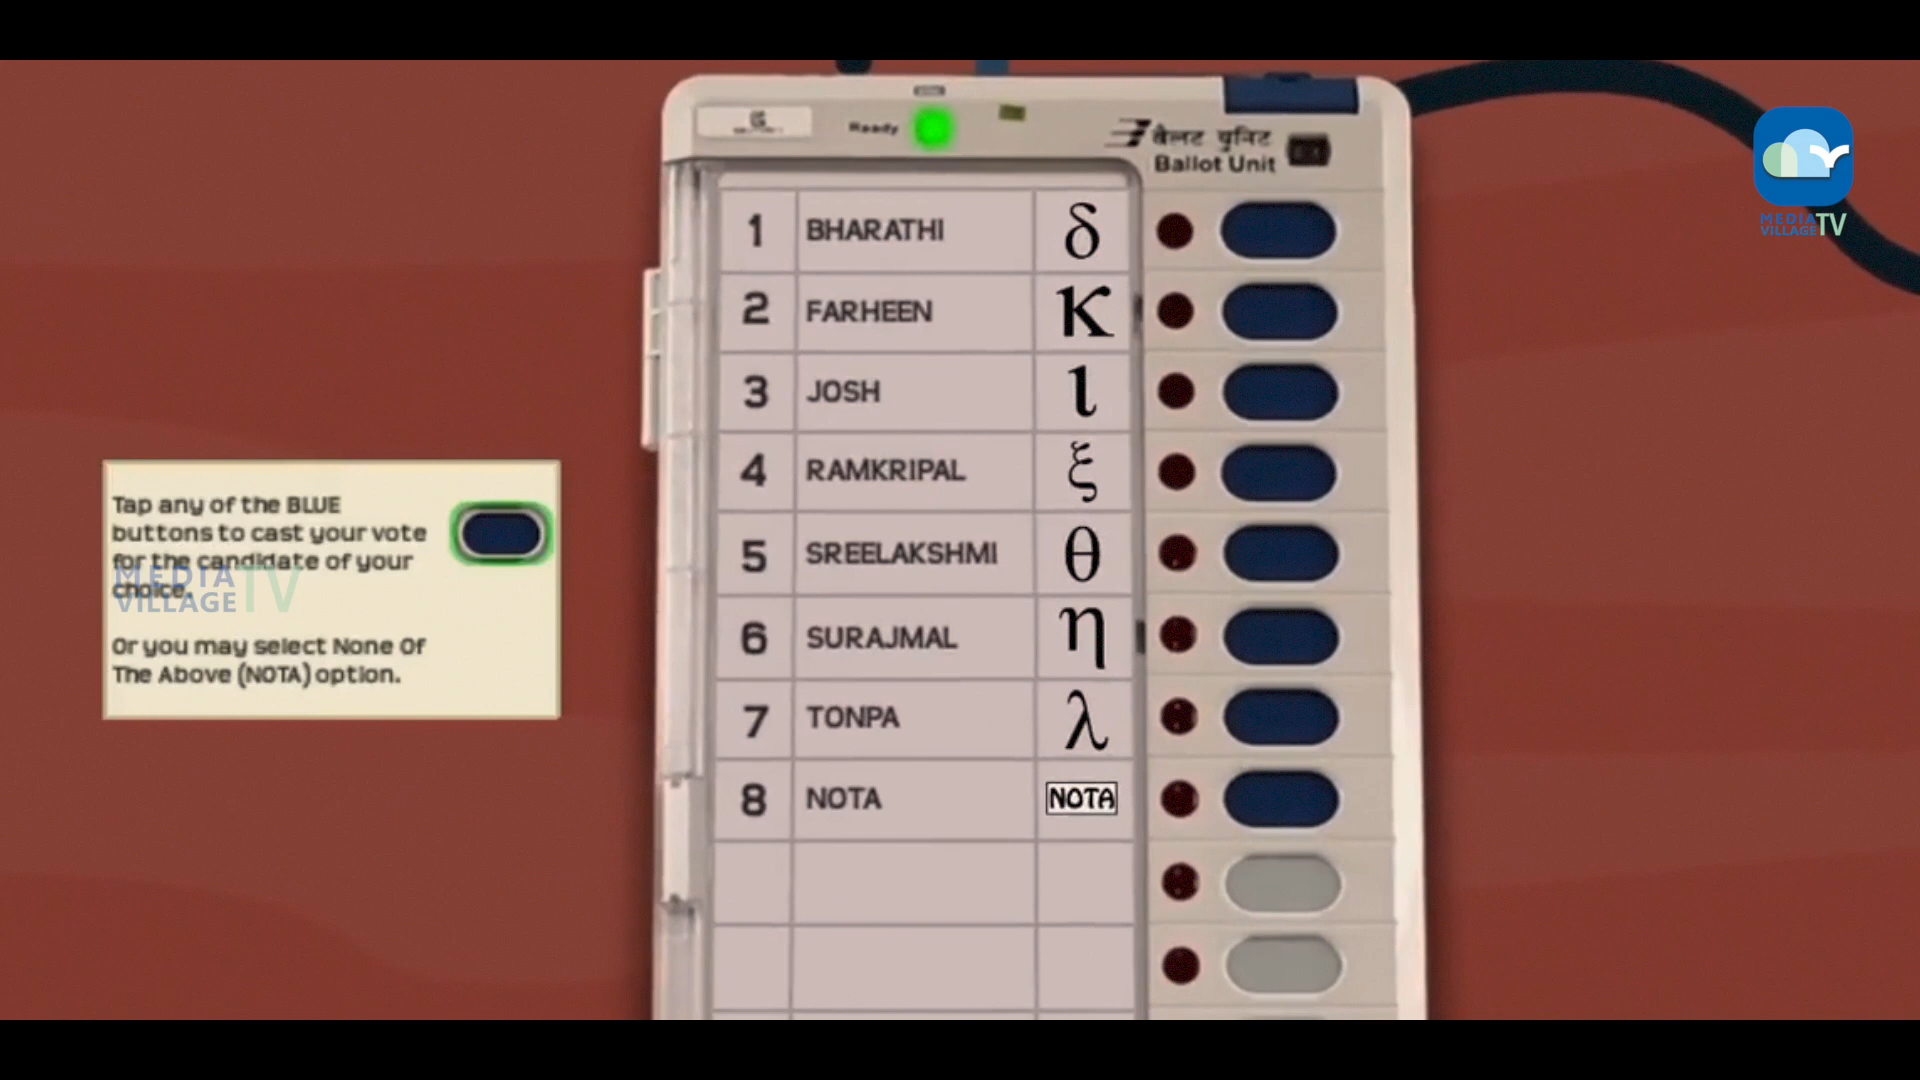 Ready
बैलट युनिट
Ballot Unit
MEDIA
VILLAGE TV
1 BHARATHI δ
2 FARHEEN κ
3 JOSH ι
4 RAMKRIPAL ξ
5 SREELAKSHMI θ
6 SURAJMAL η
7 TONPA λ
8 NOTA NOTA
Tap any of the BLUE
buttons to cast your vote
for the candidate of your
choice.
MEDIA
VILLAGE TV
Or you may select None Of
The Above (NOTA) option.